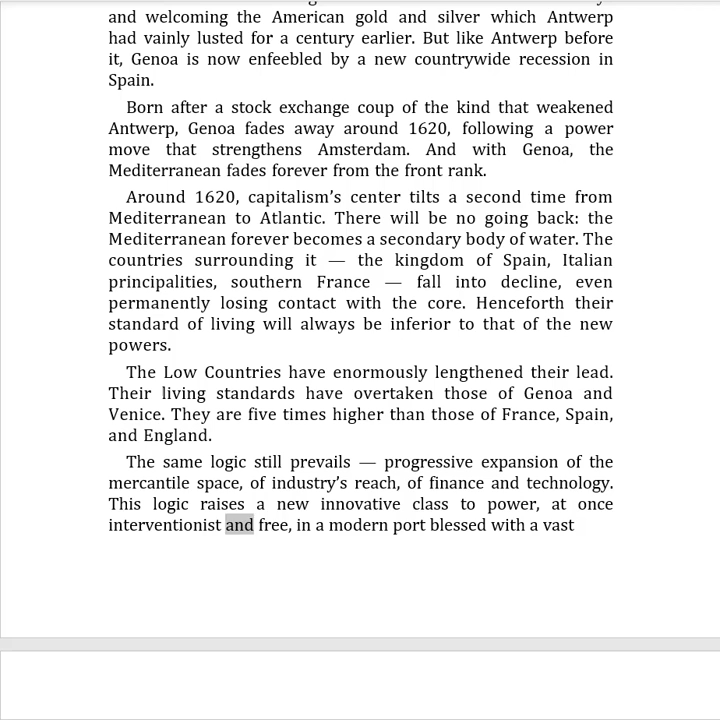 and welcoming the American gold and silver which Antwerp
had vainly lusted for a century earlier. But like Antwerp before
it, Genoa is now enfeebled by a new countrywide recession in
Spain.
Born after a stock exchange coup of the kind that weakened
Antwerp, Genoa fades away around 1620, following a power
move that strengthens Amsterdam. And with Genoa, the
Mediterranean fades forever from the front rank.
Around 1620, capitalism’s center tilts a second time from
Mediterranean to Atlantic. There will be no going back: the
Mediterranean forever becomes a secondary body of water. The
countries surrounding it — the kingdom of Spain, Italian
principalities, southern France — fall into decline, even
permanently losing contact with the core. Henceforth their
standard of living will always be inferior to that of the new
powers.
The Low Countries have enormously lengthened their lead.
Their living standards have overtaken those of Genoa and
Venice. They are five times higher than those of France, Spain,
and England.
The same logic still prevails — progressive expansion of the
mercantile space, of industry’s reach, of finance and technology.
This logic raises a new innovative class to power, at once
interventionist and free, in a modern port blessed with a vast